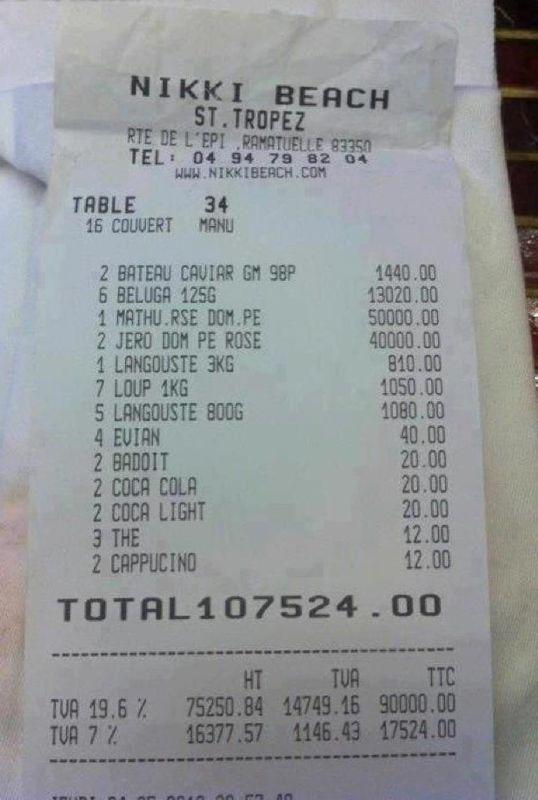 NIKKI BEACH
ST.TROPEZ
RTE DE L'EPI ,RAMATUELLE 83350
TEL: 04 94 79 82 04
WWW.NIKKIBEACH.COM
TABLE 34
16 COUVERT MANU
2 BATEAU CAVIAR GM 98P 1440.00
6 BELUGA 125G 13020.00
1 MATHU.RSE DOM.PE 50000.00
2 JERO DOM PE ROSE 40000.00
1 LANGOUSTE 3KG 810.00
7 LOUP 1KG 1050.00
5 LANGOUSTE 800G 1080.00
4 EVIAN 40.00
2 BADOIT 20.00
2 COCA COLA 20.00
2 COCA LIGHT 20.00
3 THE 12.00
2 CAPPUCINO 12.00
TOTAL107524.00
HT TVA TTC
TVA 19.6 % 75250.84 14749.16 90000.00
TVA 7 % 16377.57 1146.43 17524.00